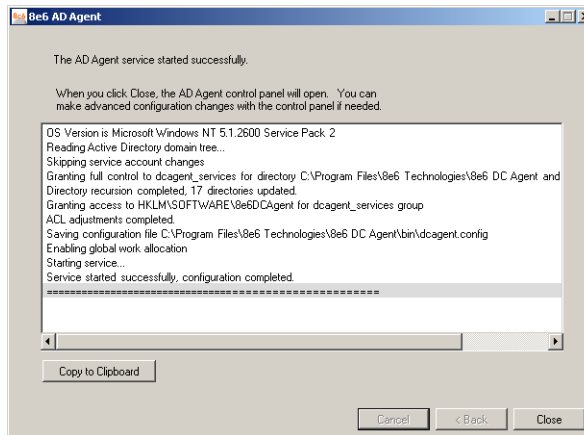 8e6 AD Agent
The AD Agent service started successfully.
When you click Close, the AD Agent control panel will open. You can
make advanced configuration changes with the control panel if needed.
OS Version is Microsoft Windows NT 5.1.2600 Service Pack 2
Reading Active Directory domain tree...
Skipping service account changes
Granting full control to dcagent_services for directory C:\Program Files\8e6 Technologies\8e6 DC Agent and
Directory recursion completed, 17 directories updated.
Granting access to HKLM\SOFTWARE\8e6DCAgent for dcagent_services group
ACL adjustments completed.
Saving configuration file C:\Program Files\8e6 Technologies\8e6 DC Agent\bin\dcagent.config
Enabling global work allocation
Starting service...
Service started successfully, configuration completed.
====================================================
Copy to Clipboard
Cancel
< Back
Close